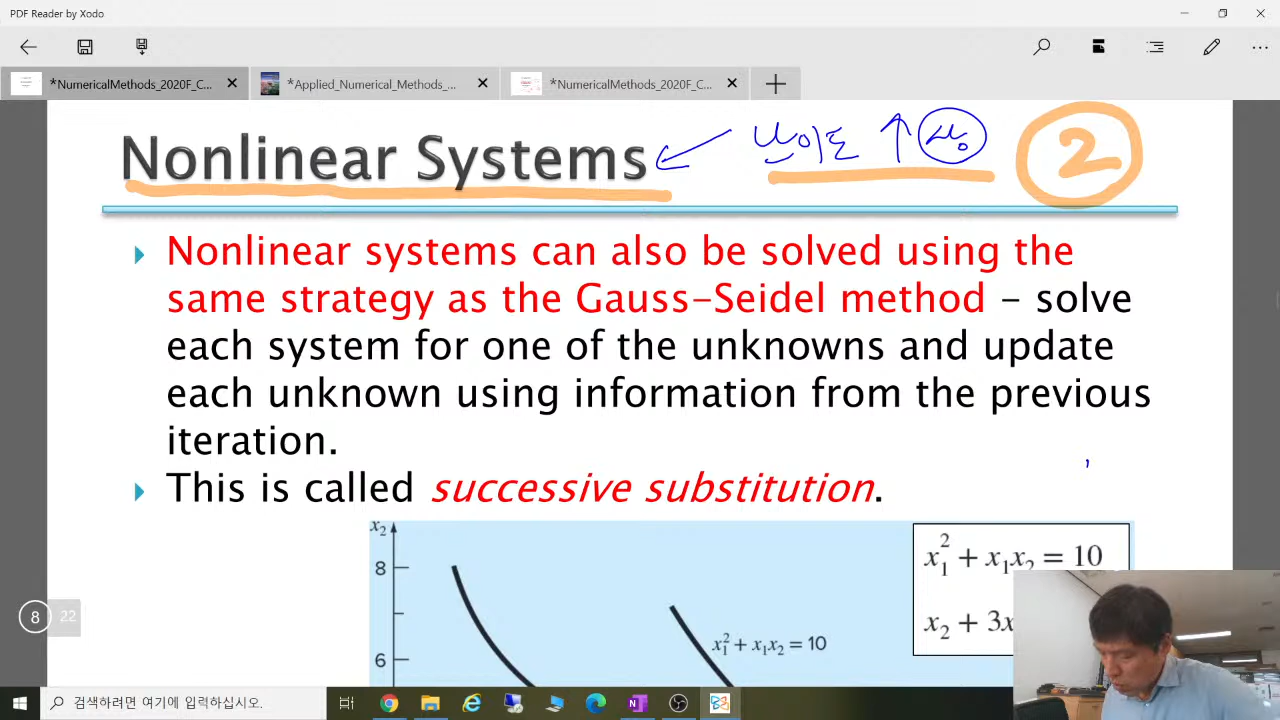 PDF Reader by Xodo
*NumericalMethods_2020F_C...
*Applied_Numerical_Methods_...
*NumericalMethods_2020F_C...
Nonlinear Systems
난이도 ↑ 상
2
Nonlinear systems can also be solved using the
same strategy as the Gauss-Seidel method - solve
each system for one of the unknowns and update
each unknown using information from the previous
iteration.
This is called successive substitution.
x₂
8
6
x₁² + x₁x₂ = 10
x₁² + x₁x₂ = 10
x₂ + 3x
8 22
검색하려면 여기에 입력하십시오.